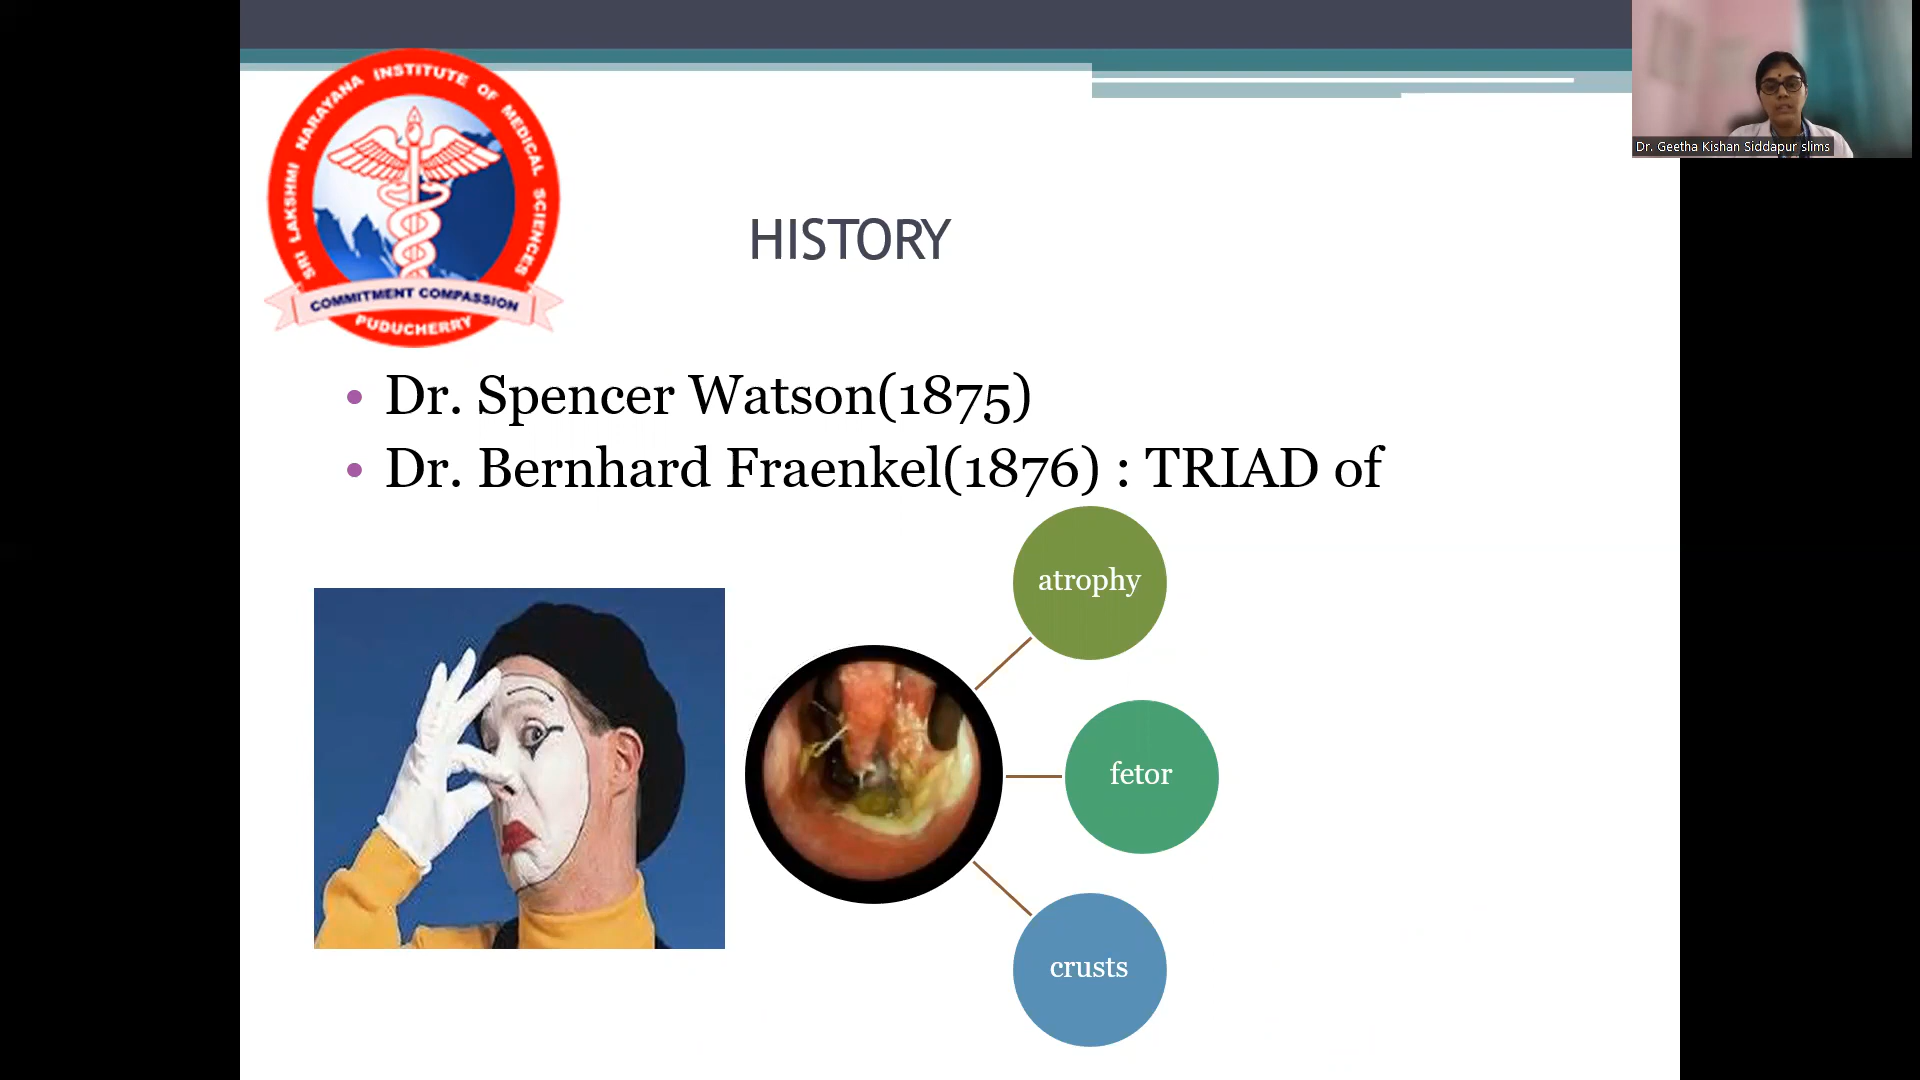 SRI LAKSHMI NARAYANA INSTITUTE OF MEDICAL SCIENCES
COMMITMENT COMPASSION
PUDUCHERRY
Dr. Geetha Kishan Siddapur slims
HISTORY
• Dr. Spencer Watson(1875)
• Dr. Bernhard Fraenkel(1876) : TRIAD of
atrophy
fetor
crusts